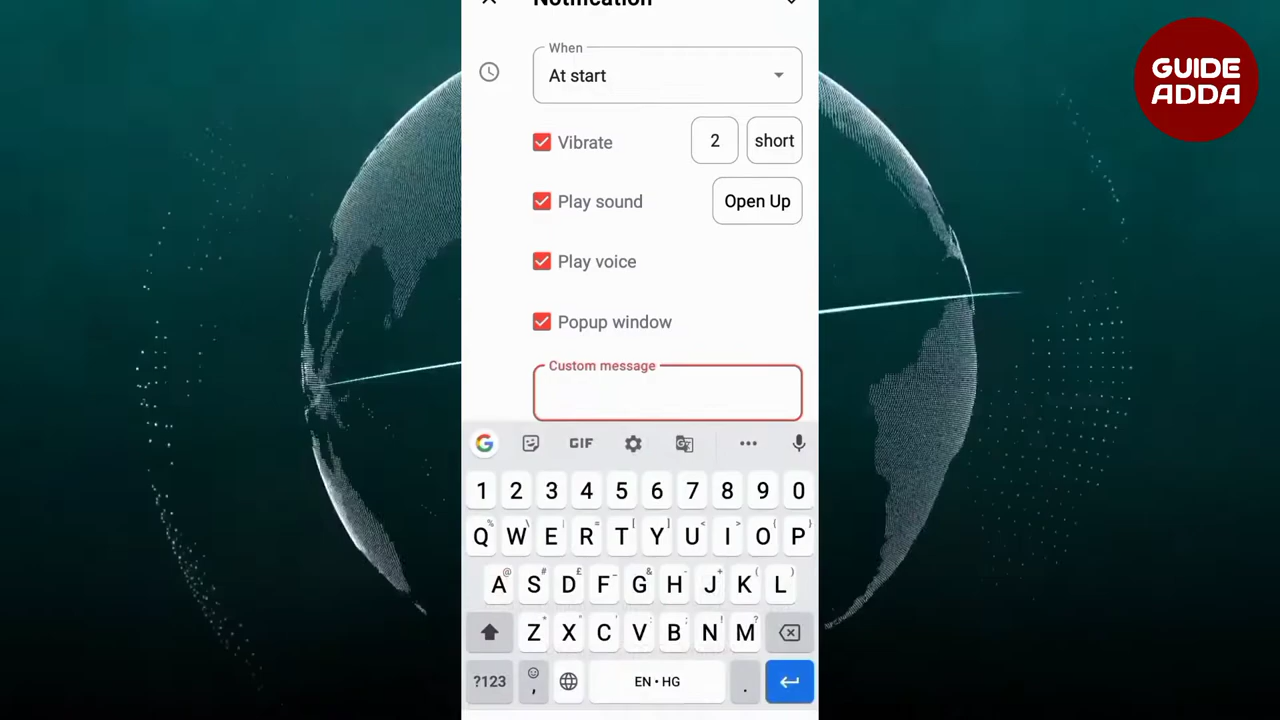 Notification
GUIDE
ADDA
When
At start
Vibrate
2
short
Play sound
Open Up
Play voice
Popup window
Custom message
G
GIF
1 2 3 4 5 6 7 8 9 0
% \ | = [ ] < > { }
Q W E R T Y U I O P
@ # £ _ & - + ( )
A S D F G H J K L
* " ' : ; ! ?
Z X C V B N M
?123 , EN • HG .